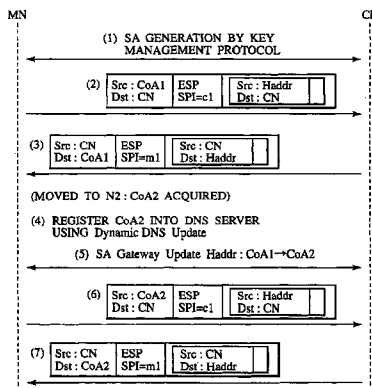 MN
(1) SA GENERATION BY KEY
MANAGEMENT PROTOCOL
(2)
Src : CoA1 ESP Src : Haddr
Dst : CN SPI=c1 Dst : CN
(3)
Src : CN ESP Src : CN
Dst : CoA1 SPI=m1 Dst : Haddr
(MOVED TO N2 : CoA2 ACQUIRED)
(4) REGISTER CoA2 INTO DNS SERVER
USING Dynamic DNS Update
(5) SA Gateway Update Haddr : CoA1→CoA2
(6)
Src : CoA2 ESP Src : CN
Dst : CN SPI=c1 Dst : Haddr
(7)
Src : CN ESP Src : CN
Dst : CoA2 SPI=m1 Dst : Haddr